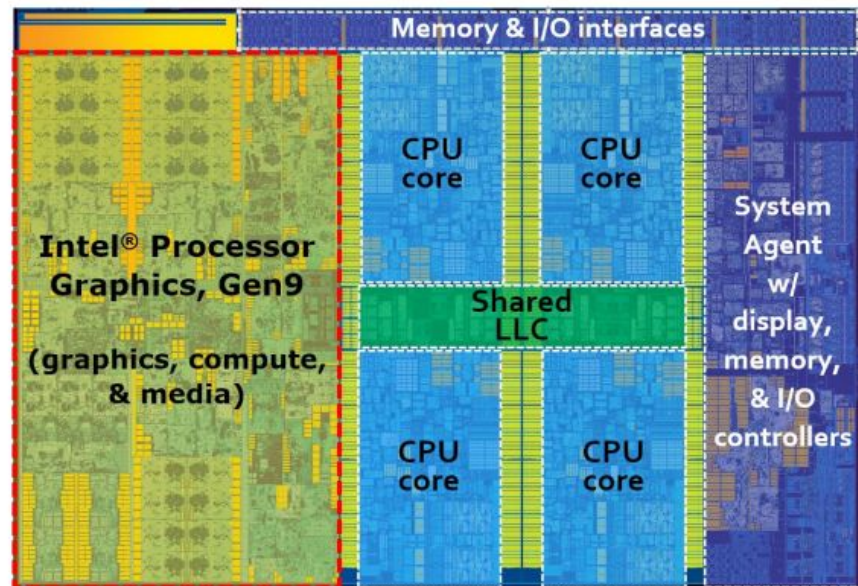 Memory & I/O interfaces
Intel® Processor
Graphics, Gen9
(graphics, compute,
& media)
CPU
core
CPU
core
Shared
LLC
CPU
core
CPU
core
System
Agent
w/
display,
memory,
& I/O
controllers